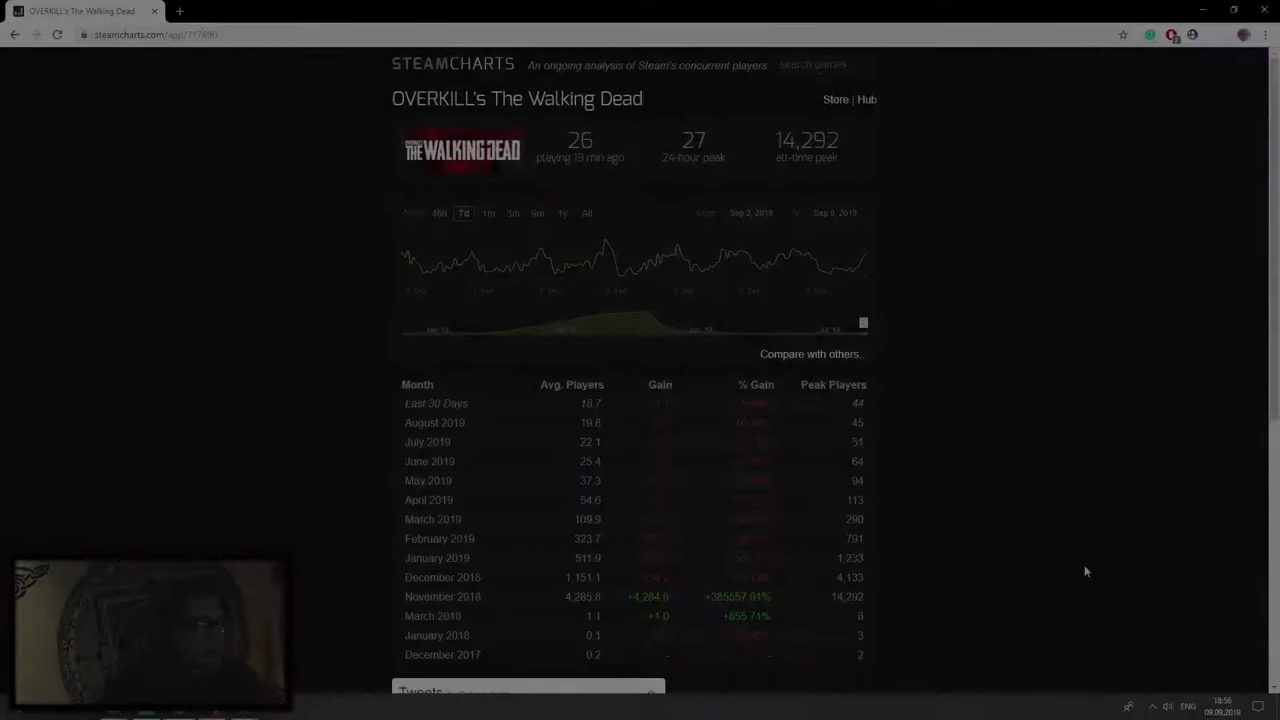 OVERKILL's The Walking Dead
steamcharts.com/app/717690
STEAMCHARTS An ongoing analysis of Steam's concurrent players search games
OVERKILL's The Walking Dead Store | Hub
THE WALKING DEAD
26 27 14,292
playing 19 min ago 24-hour peak all-time peak
48h 7d 1m 3m 6m 1y All Sep 2, 2019 Sep 9, 2019
Compare with others...
Month Avg. Players Gain % Gain Peak Players
Last 30 Days 18.7 44
August 2019 19.8 45
July 2019 22.1 51
June 2019 25.4 64
May 2019 37.3 94
April 2019 54.6 113
March 2019 109.9 290
February 2019 323.7 791
January 2019 511.9 1,233
December 2018 1,151.1 4,133
November 2018 4,285.8 +4,284.6 +385557.91% 14,292
March 2018 1.1 +1.0 +855.71% 8
January 2018 0.1 3
December 2017 0.2 - - 2
Tweets
ENG 18:56
09.09.2019